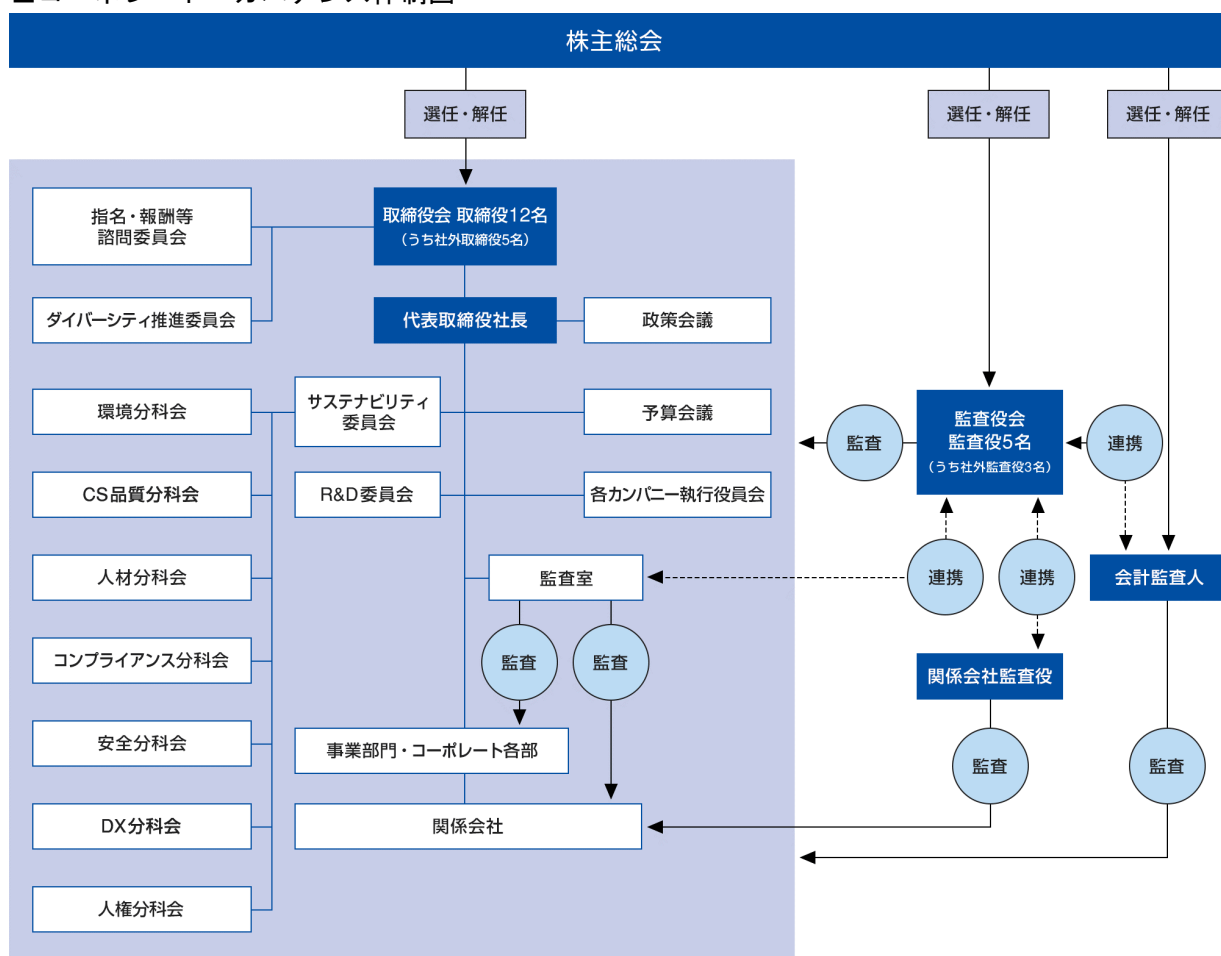 株主総会
選任・解任
選任・解任
選任・解任
指名・報酬等
諮問委員会
取締役会 取締役12名
（うち社外取締役5名）
ダイバーシティ推進委員会
代表取締役社長
政策会議
環境分科会
サステナビリティ
委員会
予算会議
監査
監査役会
監査役5名
（うち社外監査役3名）
連携
CS品質分科会
R&D委員会
各カンパニー執行役員会
人材分科会
監査室
連携
連携
会計監査人
コンプライアンス分科会
監査
監査
関係会社監査役
安全分科会
事業部門・コーポレート各部
監査
監査
DX分科会
関係会社
人権分科会